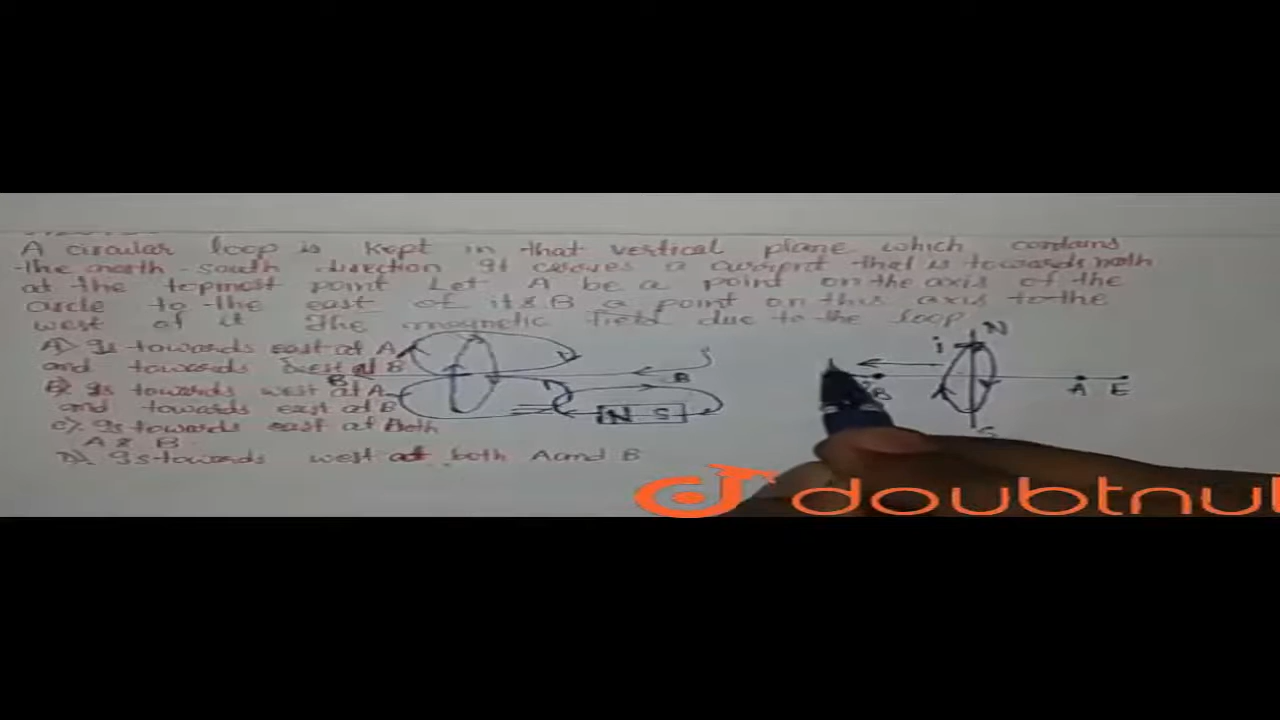 A circular loop is kept in that vertical plane which contains
the north-south direction It carries a current that is towards north
at the topmost point Let A be a point on the axis of the
circle to the east of it & B a point on this axis to the
west of it The magnetic field due to the loop
A) Is towards east at A
and towards west at B
B) Is towards west at A
and towards east at B
C) Is towards east at Both
A & B
D) Is towards west at both A and B
B
B
N S
i
N
B
A E
S
doubtnut